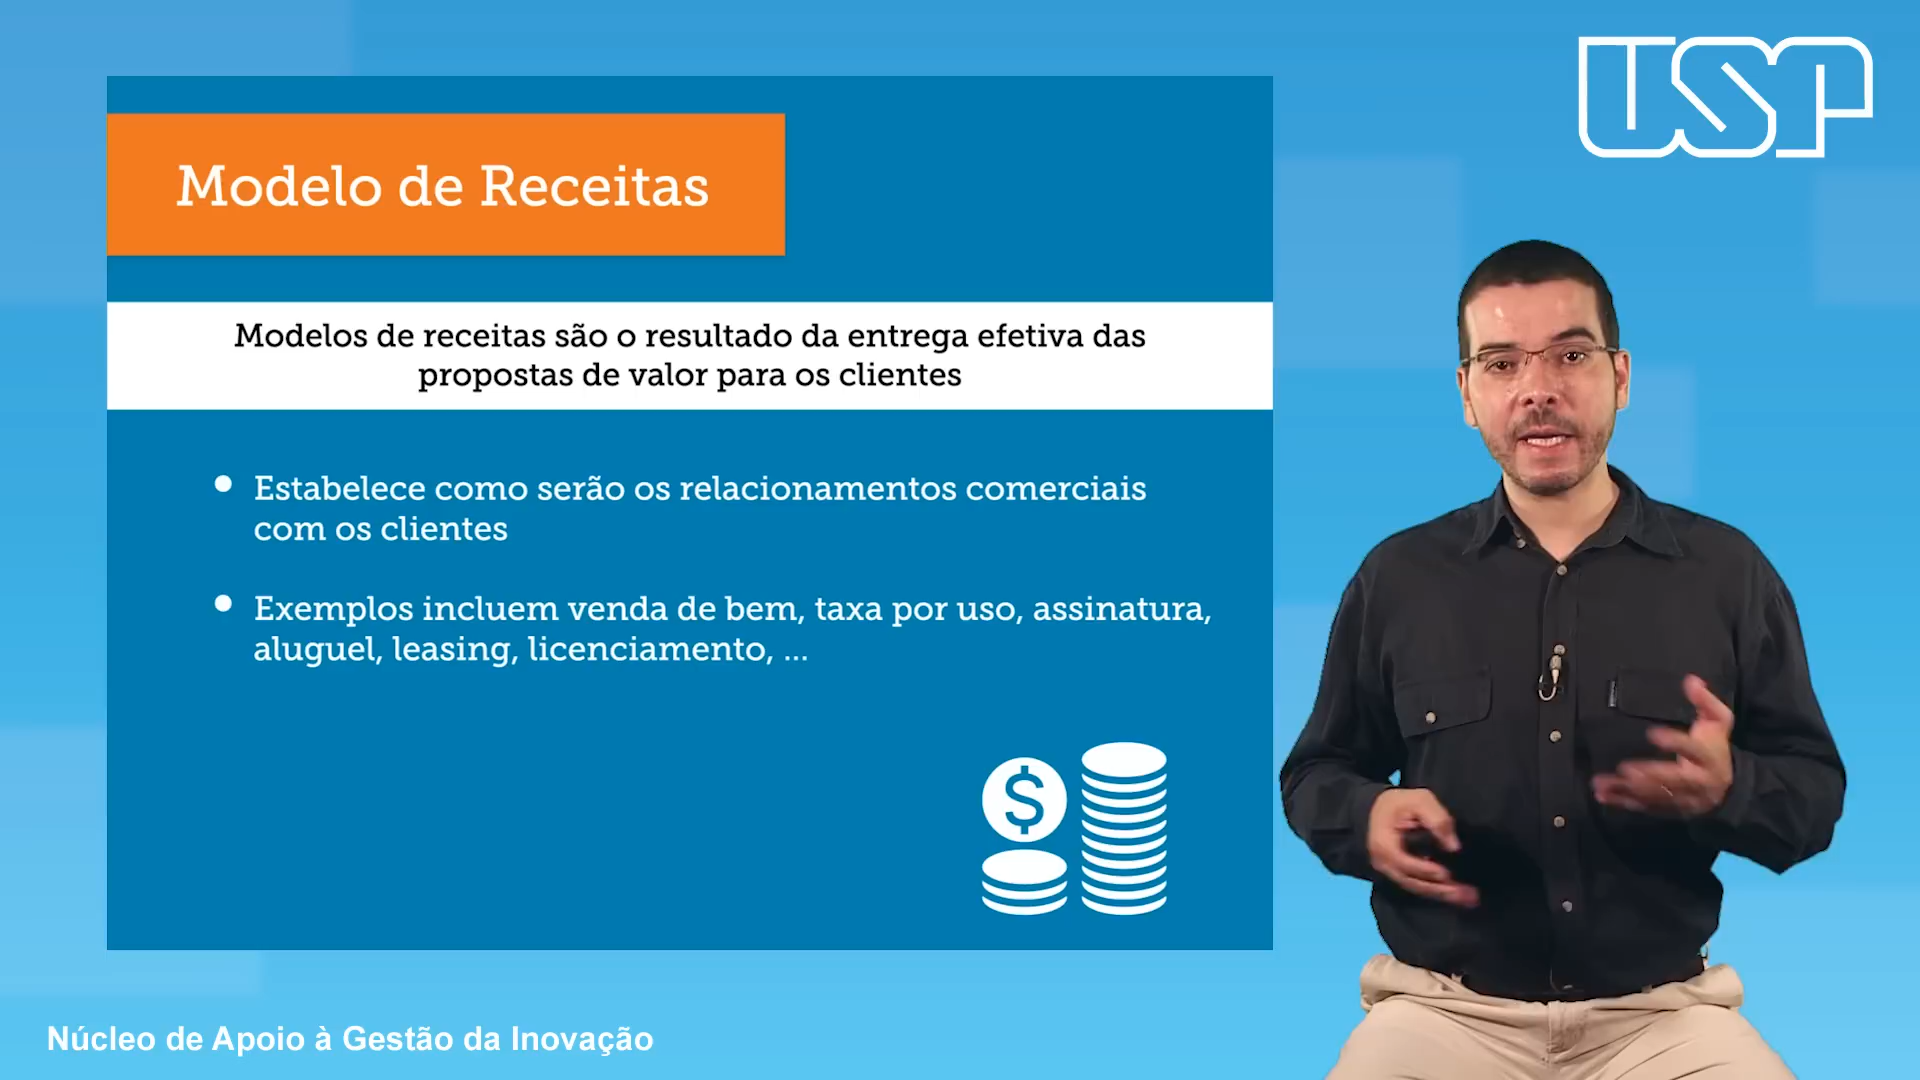 USP
Modelo de Receitas
Modelos de receitas são o resultado da entrega efetiva das
propostas de valor para os clientes
• Estabelece como serão os relacionamentos comerciais
com os clientes
• Exemplos incluem venda de bem, taxa por uso, assinatura,
aluguel, leasing, licenciamento, ...
$
Núcleo de Apoio à Gestão da Inovação